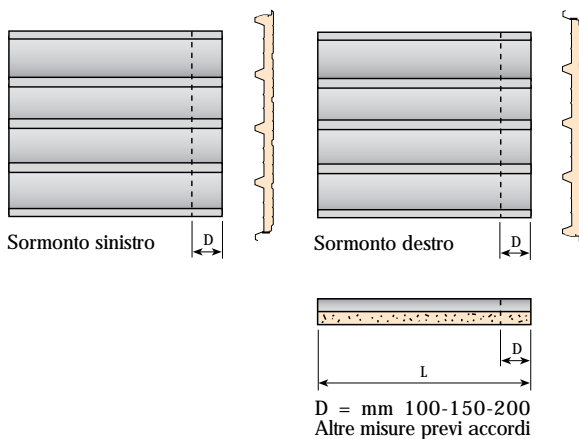 Sormonto sinistro
D
Sormonto destro
D
D
L
D = mm 100-150-200
Altre misure previ accordi